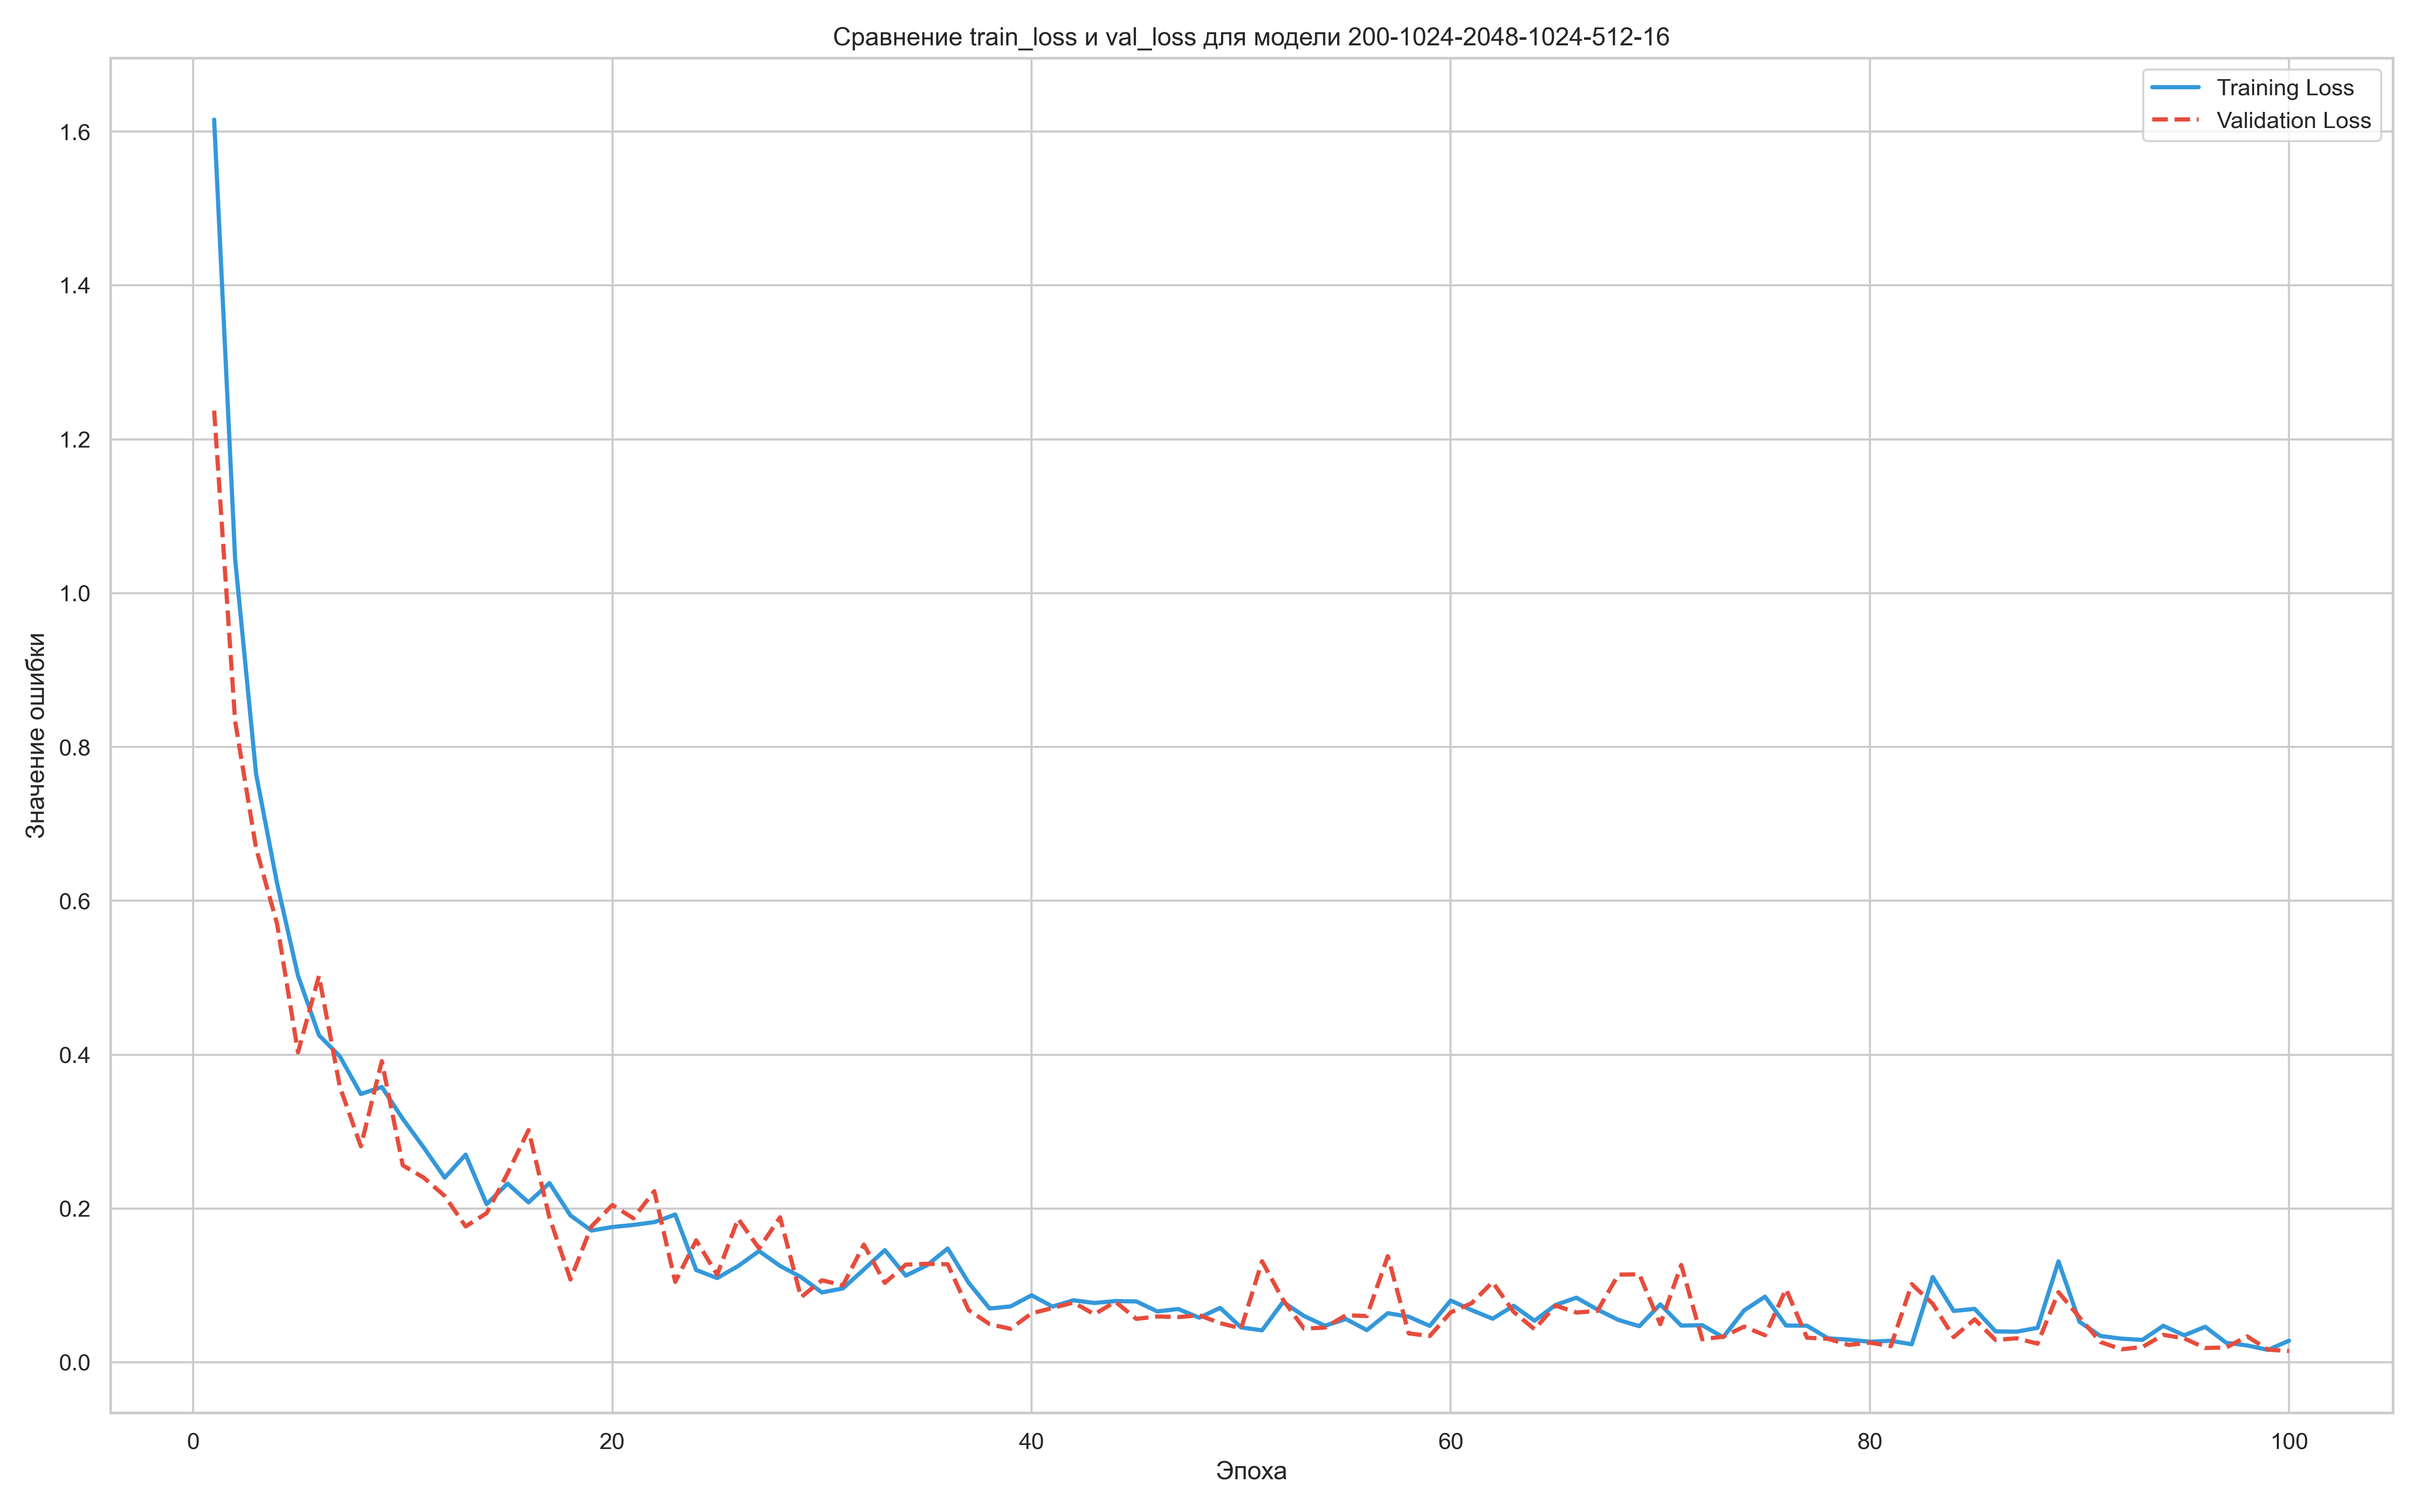 Сравнение train_loss и val_loss для модели 200-1024-2048-1024-512-16
Training Loss
Validation Loss
Значение ошибки
1.6
1.4
1.2
1.0
0.8
0.6
0.4
0.2
0.0
0 20 40 60 80 100
Эпоха